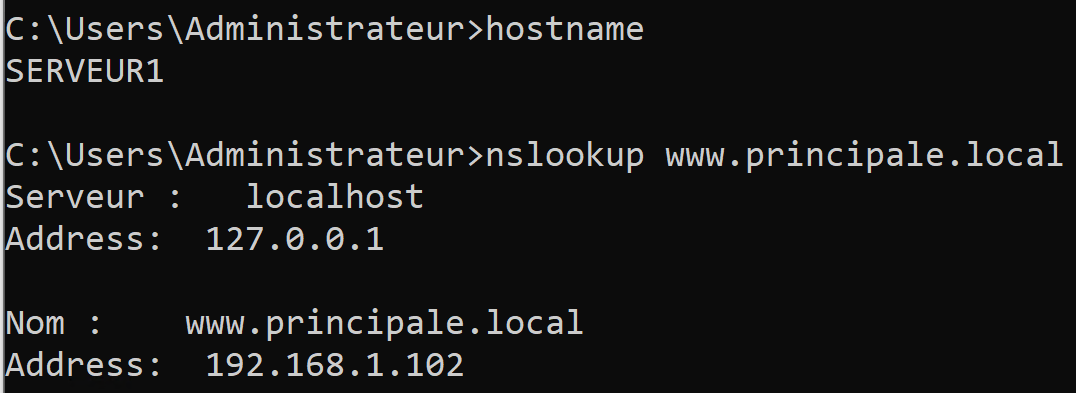 C:\Users\Administrateur>hostname
SERVEUR1
C:\Users\Administrateur>nslookup www.principale.local
Serveur :   localhost
Address:  127.0.0.1
Nom :    www.principale.local
Address:  192.168.1.102